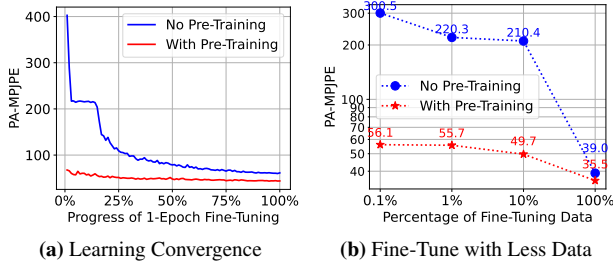 400
300
200
100
PA-MPJPE
No Pre-Training
With Pre-Training
0% 25% 50% 75% 100%
Progress of 1-Epoch Fine-Tuning
(a) Learning Convergence
300
200
100
90
80
70
60
50
40
PA-MPJPE
300.5
220.3
210.4
39.0
No Pre-Training
With Pre-Training
56.1
55.7
49.7
35.5
0.1% 1% 10% 100%
Percentage of Fine-Tuning Data
(b) Fine-Tune with Less Data